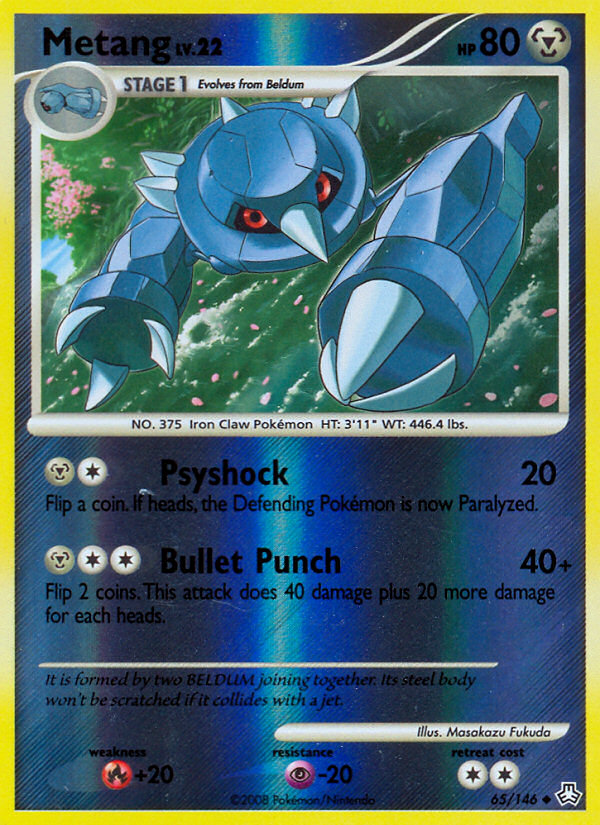 Metang LV.22 HP 80
STAGE 1 Evolves from Beldum
NO. 375 Iron Claw Pokémon HT: 3'11" WT: 446.4 lbs.
Psyshock 20
Flip a coin. If heads, the Defending Pokémon is now Paralyzed.
Bullet Punch 40+
Flip 2 coins. This attack does 40 damage plus 20 more damage
for each heads.
It is formed by two BELDUM joining together. Its steel body
won't be scratched if it collides with a jet.
Illus. Masakazu Fukuda
weakness resistance retreat cost
+20 -20
©2008 Pokémon/Nintendo 65/146